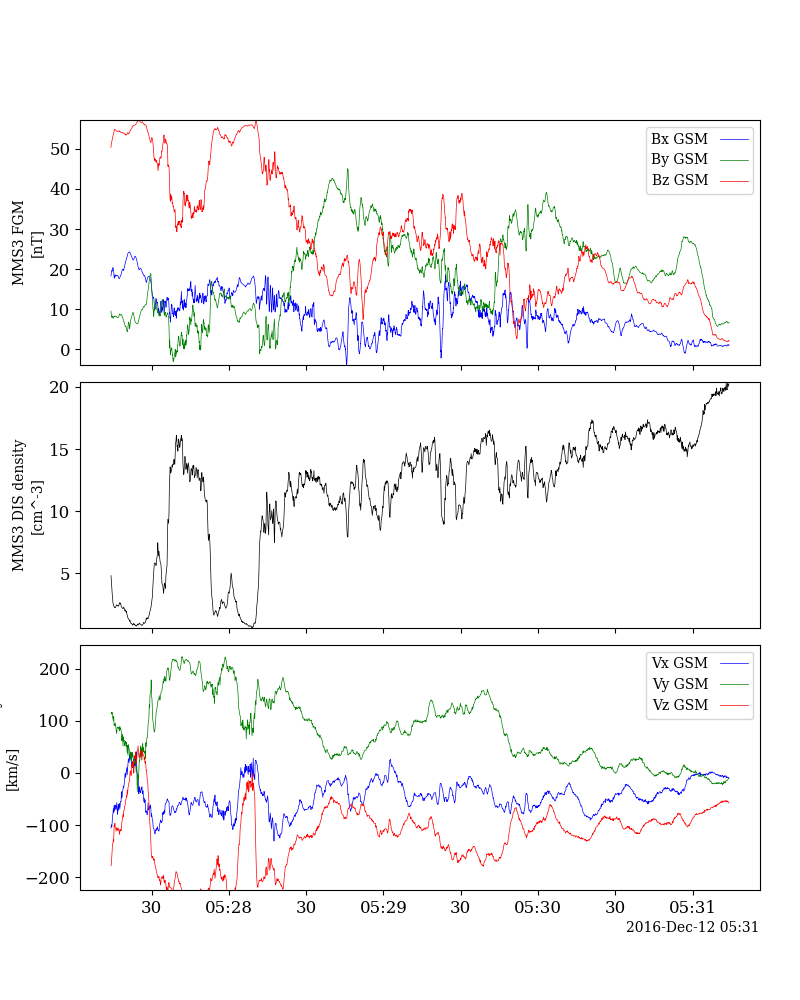 MMS3 FGM
[nT]
50
40
30
20
10
0
Bx GSM
By GSM
Bz GSM
MMS3 DIS density
[cm^-3]
20
15
10
5
[km/s]
200
100
0
−100
−200
Vx GSM
Vy GSM
Vz GSM
30 05:28 30 05:29 30 05:30 30 05:31
2016-Dec-12 05:31